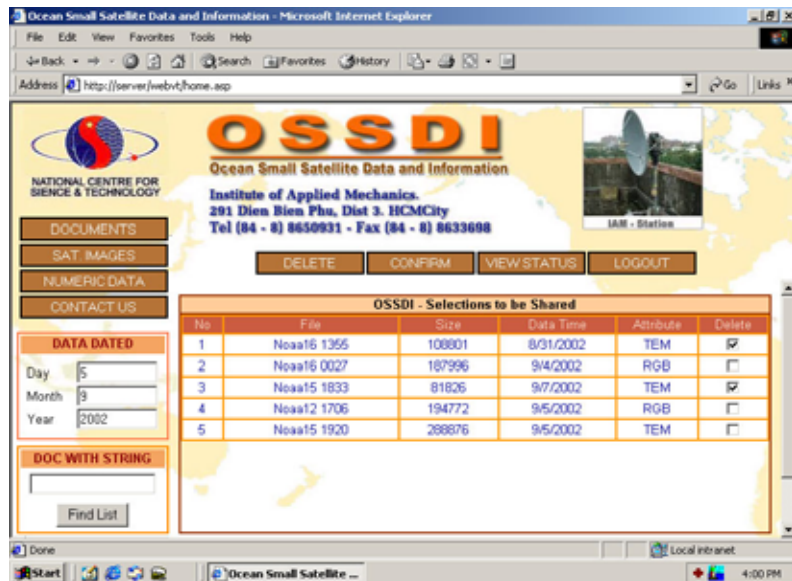 Ocean Small Satellite Data and Information - Microsoft Internet Explorer
File Edit View Favorites Tools Help
Back Search Favorites History
Address http://server/webvt/home.asp Go Links
OSSDI
Ocean Small Satellite Data and Information
Institute of Applied Mechanics.
291 Dien Bien Phu, Dist 3. HCMCity
Tel (84 - 8) 8650931 - Fax (84 - 8) 8633698
NATIONAL CENTRE FOR
SIENCE & TECHNOLOGY
IAM - Station
DOCUMENTS
SAT. IMAGES
NUMERIC DATA
CONTACT US
DELETE CONFIRM VIEW STATUS LOGOUT
OSSDI - Selections to be Shared
No File Size Data Time Attribute Delete
1 Noaa16 1355 108801 8/31/2002 TEM
2 Noaa16 0027 187996 9/4/2002 RGB
3 Noaa15 1833 81826 9/7/2002 TEM
4 Noaa12 1706 194772 9/5/2002 RGB
5 Noaa15 1920 288876 9/5/2002 TEM
DATA DATED
Day 5
Month 9
Year 2002
DOC WITH STRING
Find List
Done Local intranet
Start Ocean Small Satellite ... 4:00 PM